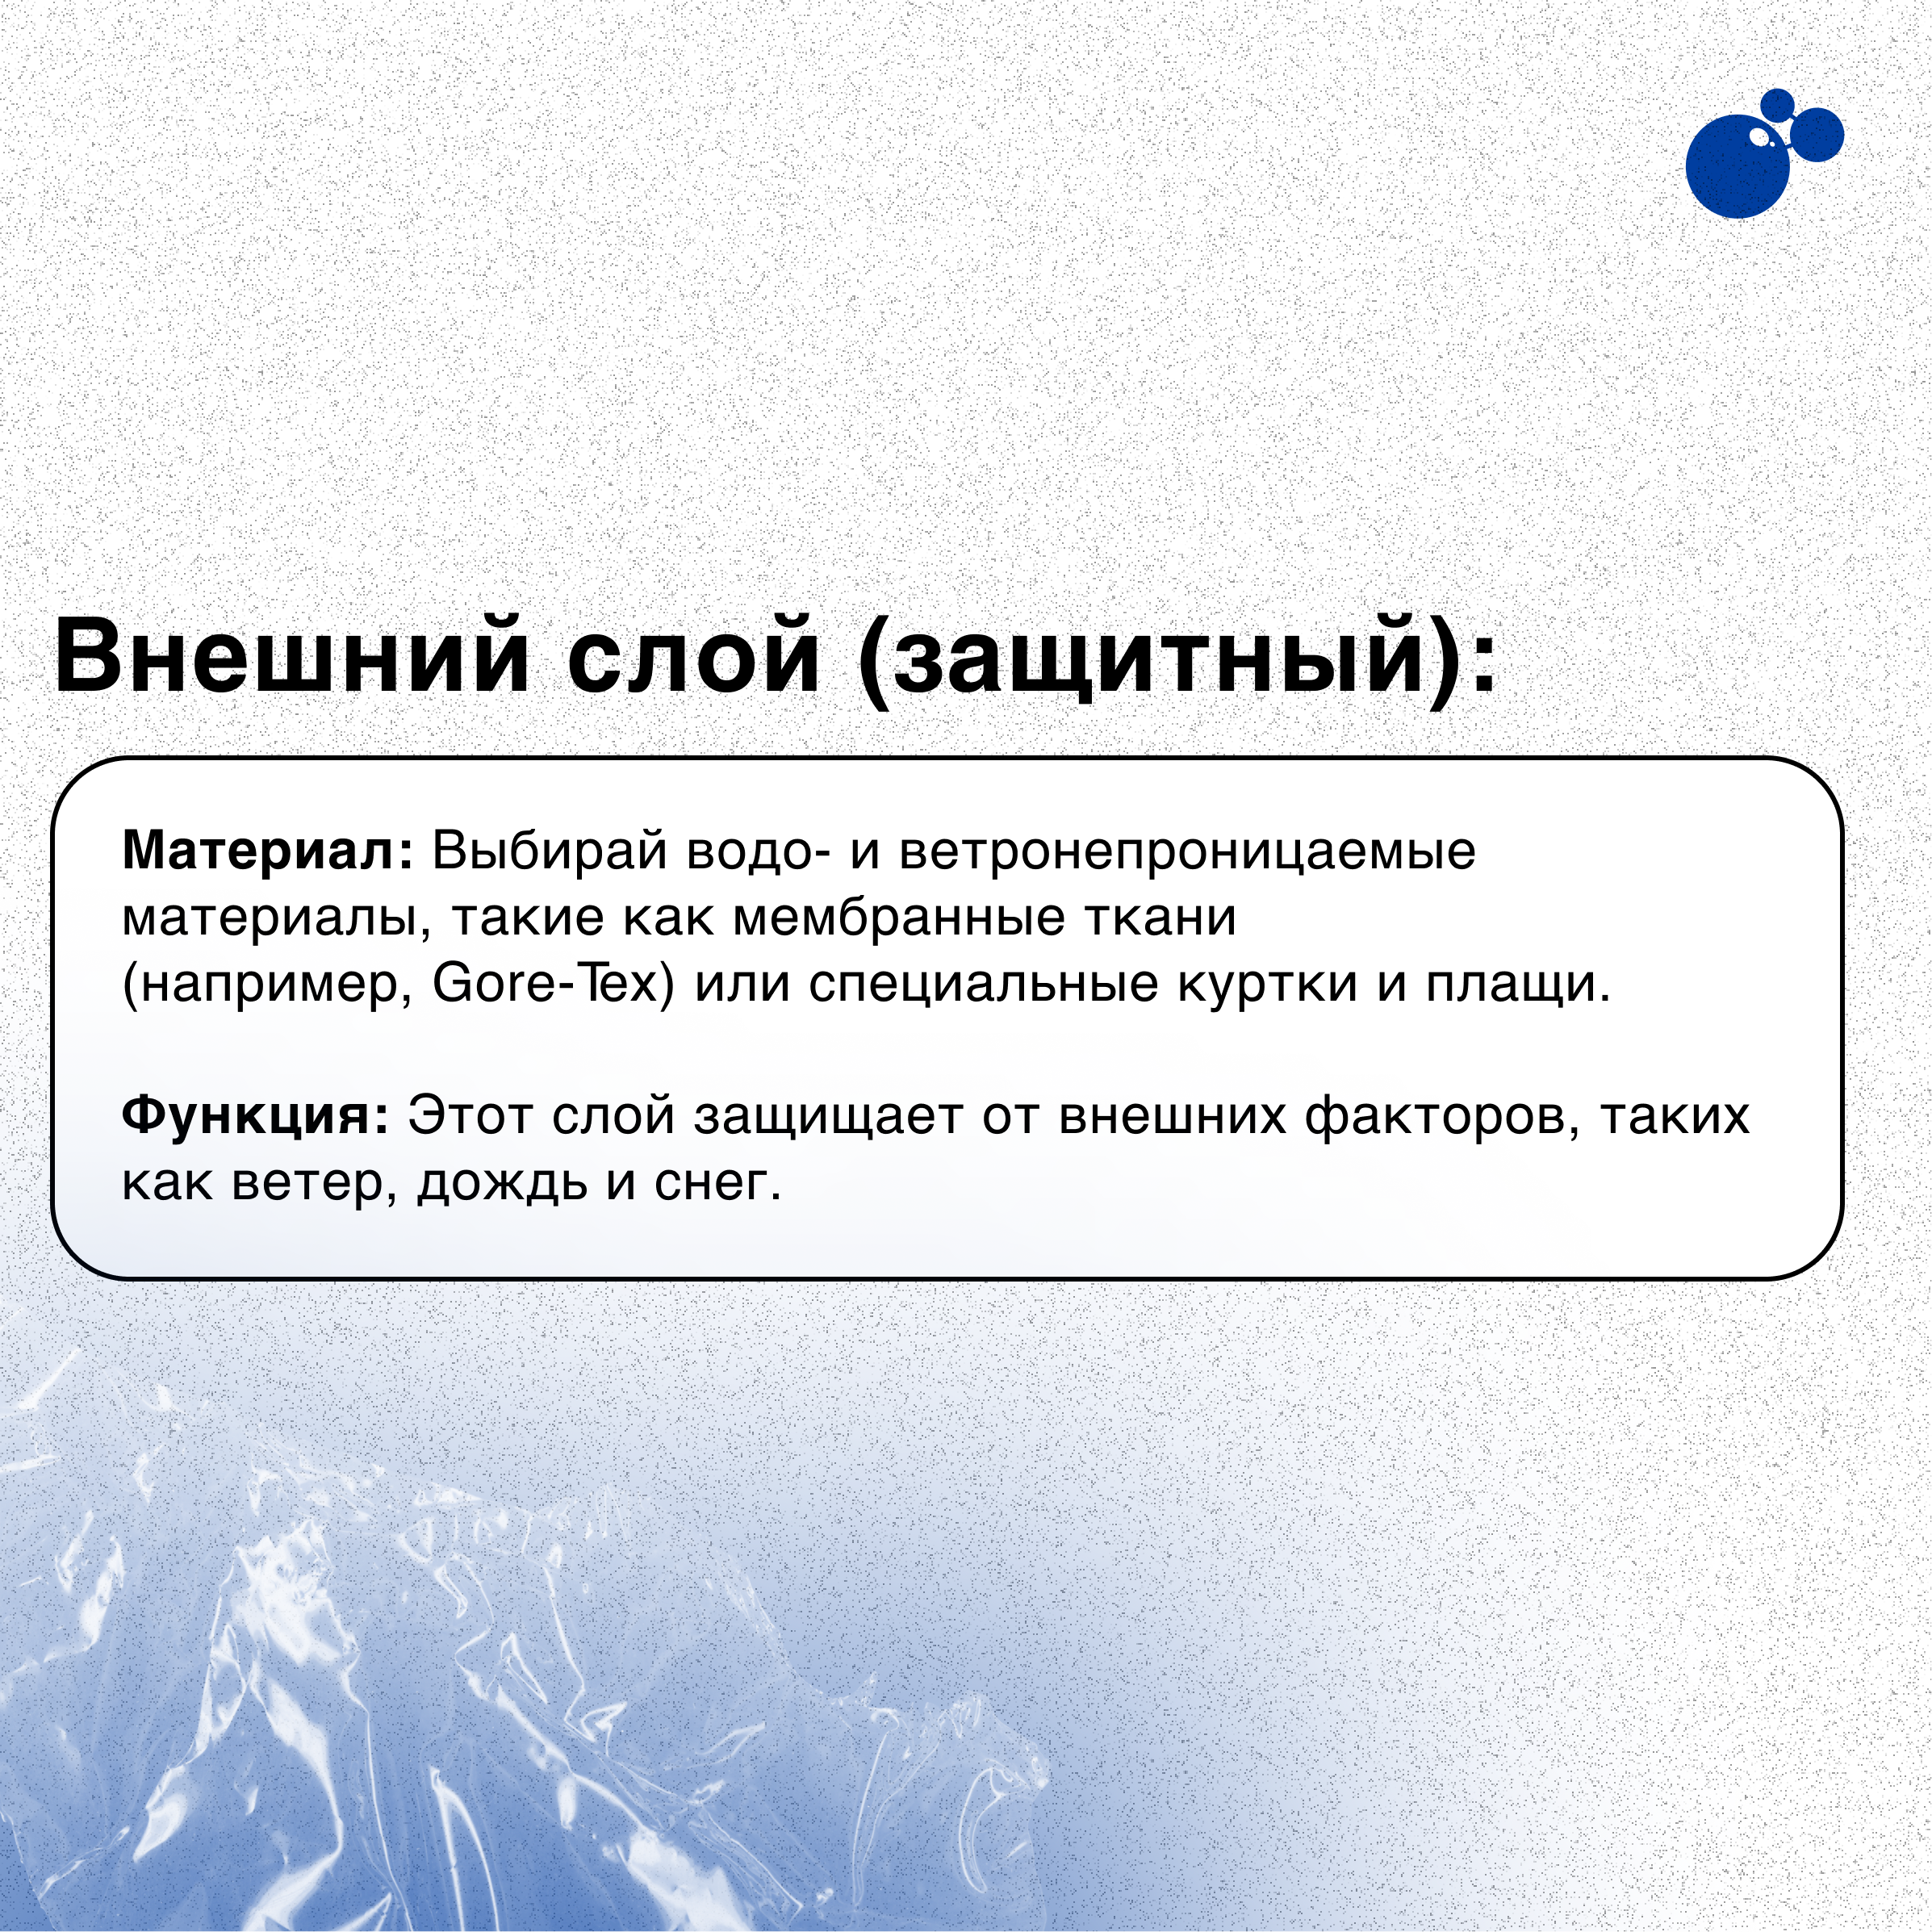 Внешний слой (защитный):
Материал: Выбирай водо- и ветронепроницаемые
материалы, такие как мембранные ткани
(например, Gore-Tex) или специальные куртки и плащи.
Функция: Этот слой защищает от внешних факторов, таких
как ветер, дождь и снег.